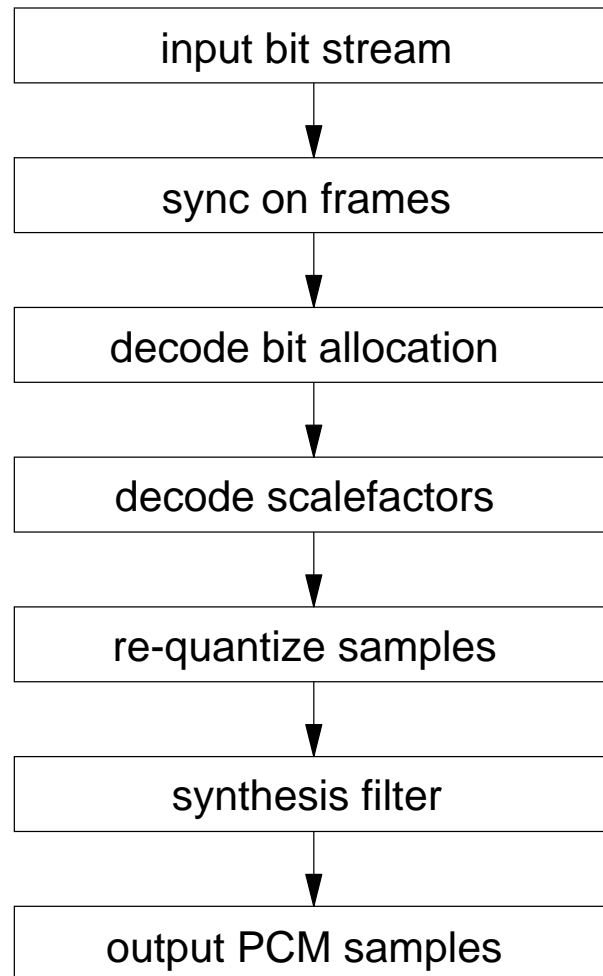 input bit stream
sync on frames
decode bit allocation
decode scalefactors
re-quantize samples
synthesis filter
output PCM samples